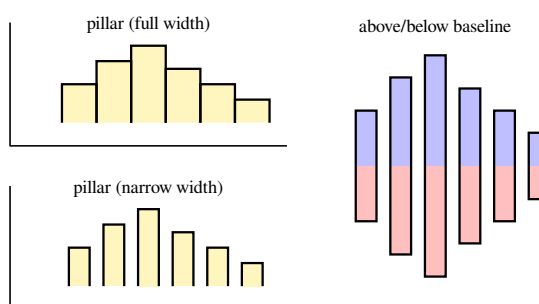 pillar (full width)
above/below baseline
pillar (narrow width)